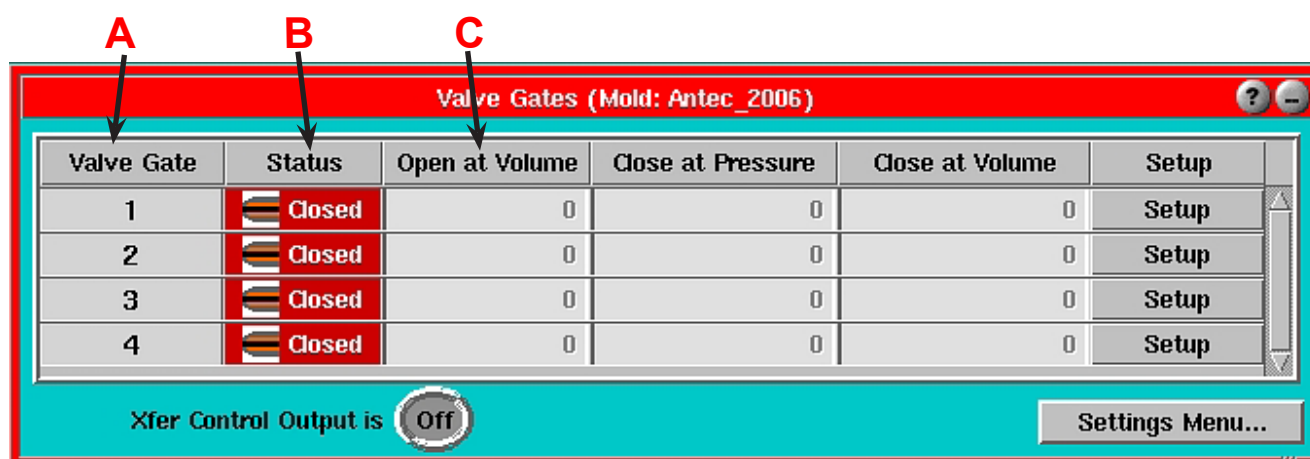 A B C
Valve Gates (Mold: Antec_2006) ? -
Valve Gate Status Open at Volume Close at Pressure Close at Volume Setup
1 Closed 0 0 0 Setup
2 Closed 0 0 0 Setup
3 Closed 0 0 0 Setup
4 Closed 0 0 0 Setup
Xfer Control Output is Off Settings Menu...